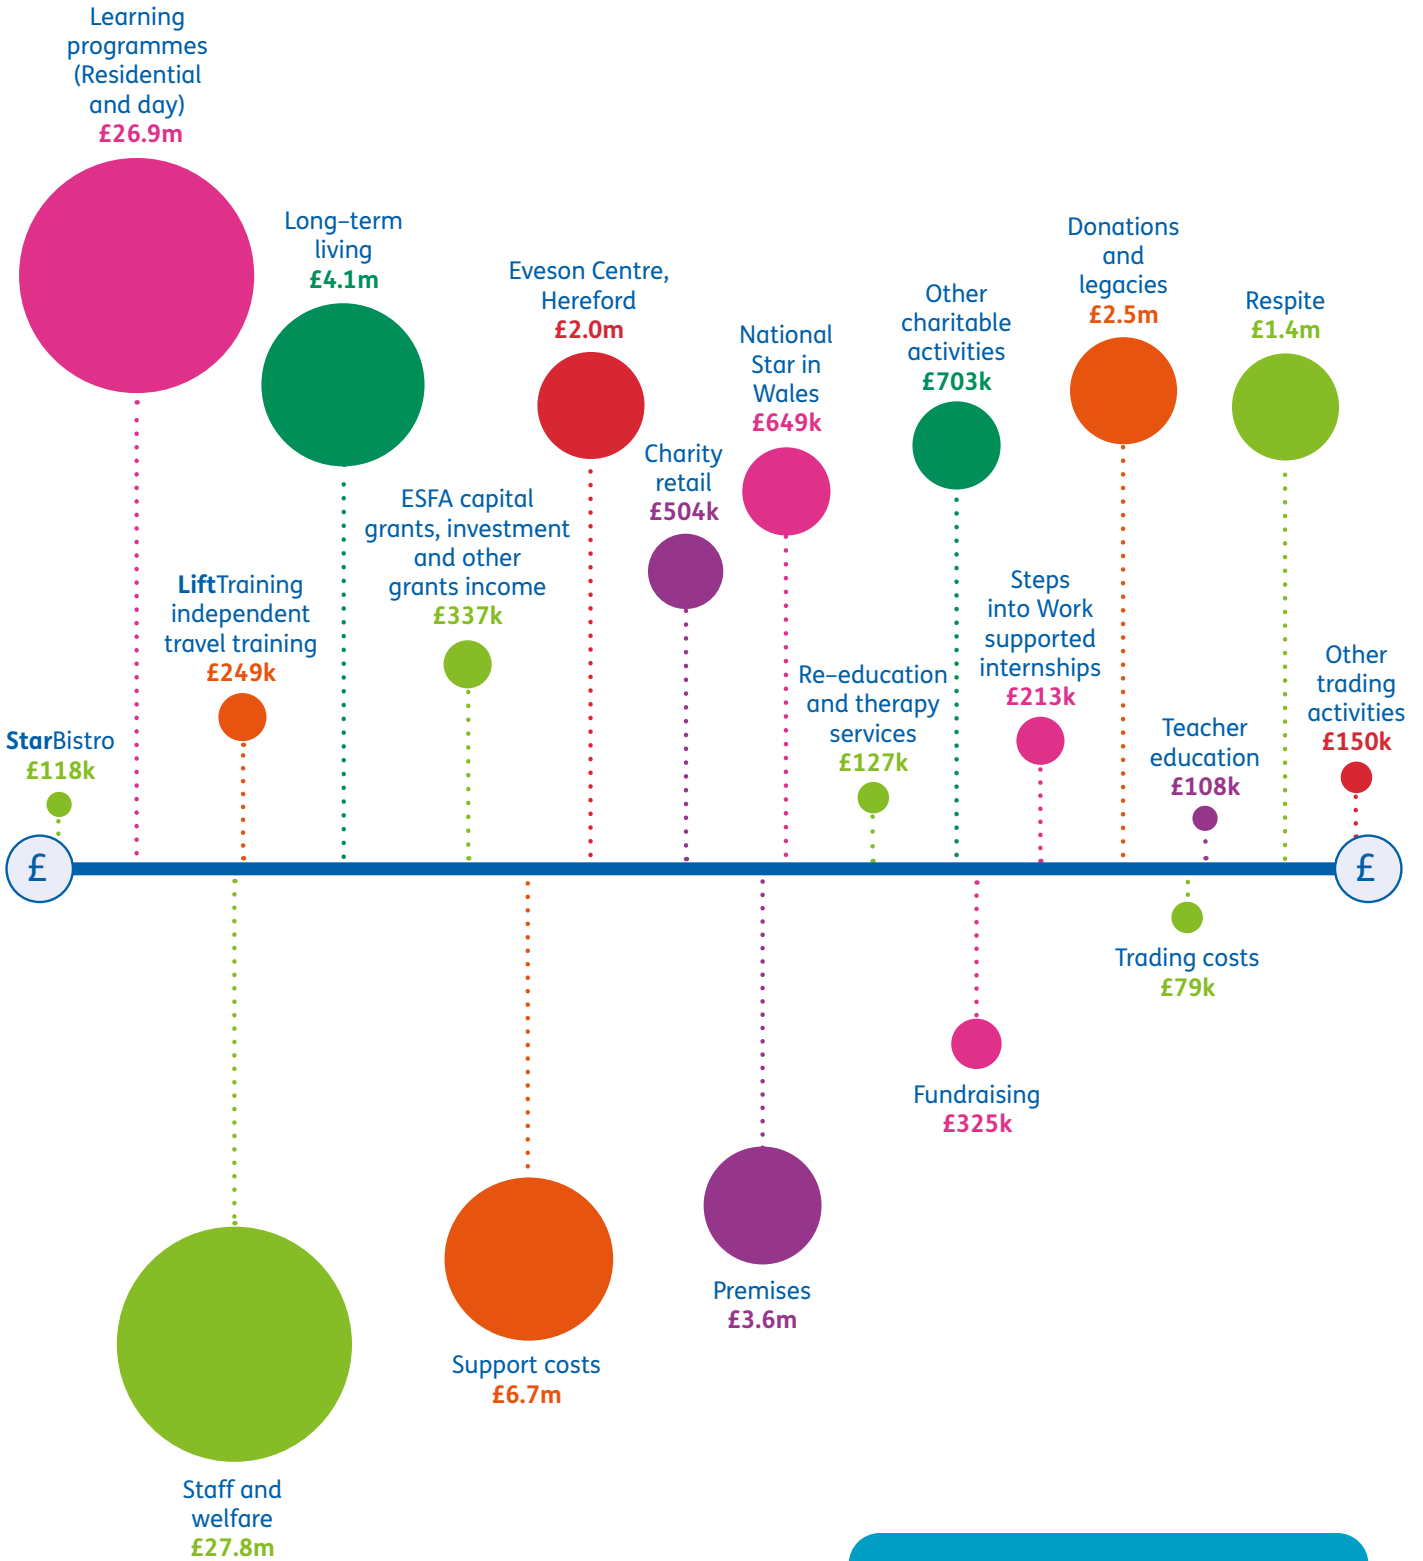 Learning
programmes
(Residential
and day)
£26.9m
Long-term
living
£4.1m
Eveson Centre,
Hereford
£2.0m
National
Star in
Wales
£649k
Other
charitable
activities
£703k
Donations
and
legacies
£2.5m
Respite
£1.4m
Charity
retail
£504k
ESFA capital
grants, investment
and other
grants income
£337k
LiftTraining
independent
travel training
£249k
Steps
into Work
supported
internships
£213k
Re-education
and therapy
services
£127k
Other
trading
activities
£150k
Teacher
education
£108k
StarBistro
£118k
£
£
Trading costs
£79k
Fundraising
£325k
Premises
£3.6m
Support costs
£6.7m
Staff and
welfare
£27.8m